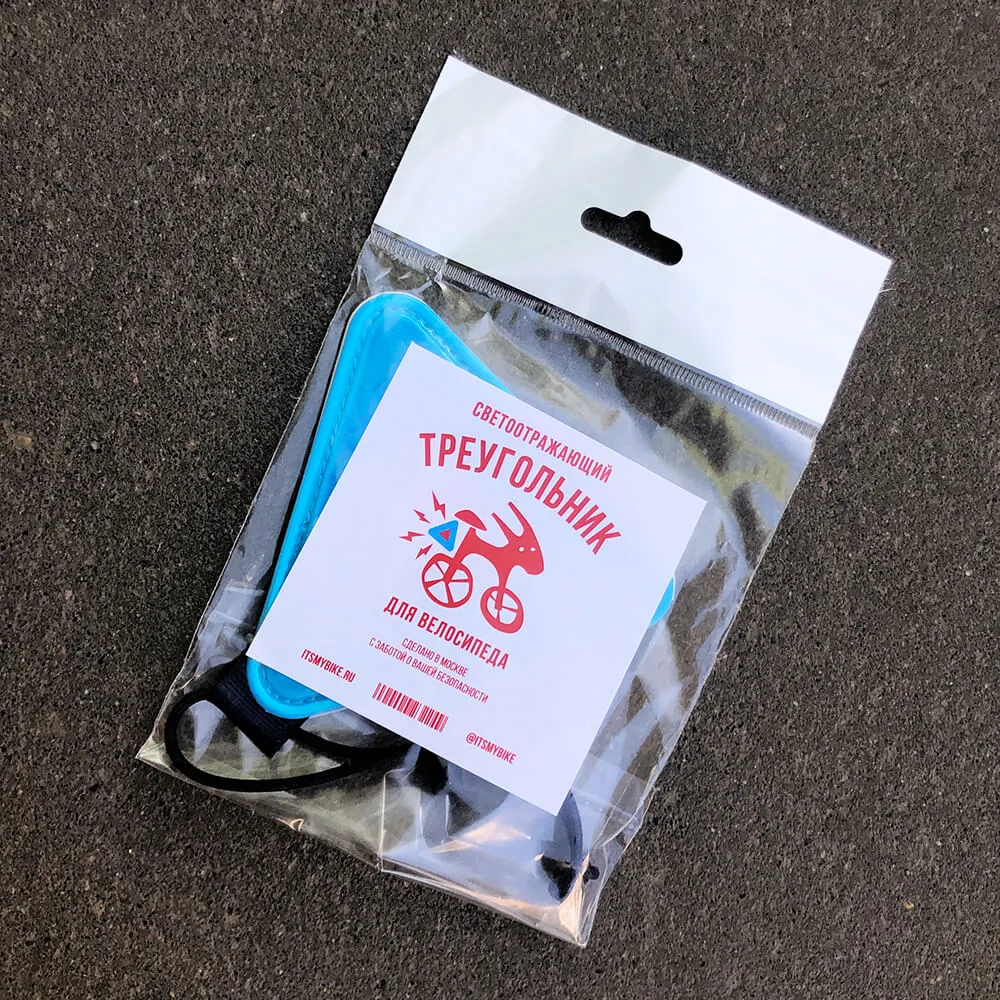 СВЕТООТРАЖАЮЩИЙ
ТРЕУГОЛЬНИК
ДЛЯ ВЕЛОСИПЕДА
СДЕЛАНО В МОСКВЕ
С ЗАБОТОЙ О ВАШЕЙ БЕЗОПАСНОСТИ
ITSMYBIKE.RU
@ITSMYBIKE